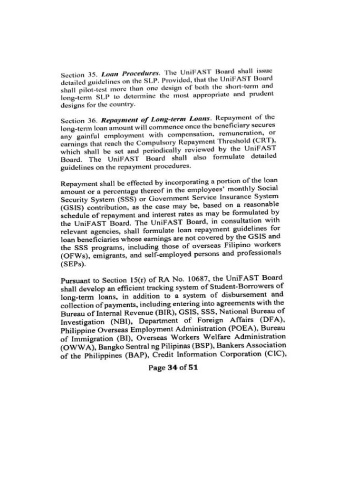 Section 35. Loan Procedures. The UniFAST Board shall issue
detailed guidelines on the SLP. Provided, that the UniFAST Board
shall pilot-test more than one design of both the short-term and
long-term SLP to determine the most appropriate and prudent
designs for the country.
Section 36. Repayment of Long-term Loans. Repayment of the
long-term loan amount will commence once the beneficiary secures
any gainful employment with compensation, remuneration, or
earnings that reach the Compulsory Repayment Threshold (CRT),
which shall be set and periodically reviewed by the UniFAST
Board. The UniFAST Board shall also formulate detailed
guidelines on the repayment procedures.
Repayment shall be effected by incorporating a portion of the loan
amount or a percentage thereof in the employees' monthly Social
Security System (SSS) or Government Service Insurance System
(GSIS) contribution, as the case may be, based on a reasonable
schedule of repayment and interest rates as may be formulated by
the UniFAST Board. The UniFAST Board, in consultation with
relevant agencies, shall formulate loan repayment guidelines for
loan beneficiaries whose earnings are not covered by the GSIS and
the SSS programs, including those of overseas Filipino workers
(OFWs), emigrants, and self-employed persons and professionals
(SEPs).
Pursuant to Section 15(r) of RA No. 10687, the UniFAST Board
shall develop an efficient tracking system of Student-Borrowers of
long-term loans, in addition to a system of disbursement and
collection of payments, including entering into agreements with the
Bureau of Internal Revenue (BIR), GSIS, SSS, National Bureau of
Investigation (NBI), Department of Foreign Affairs (DFA),
Philippine Overseas Employment Administration (POEA), Bureau
of Immigration (BI), Overseas Workers Welfare Administration
(OWWA), Bangko Sentral ng Pilipinas (BSP), Bankers Association
of the Philippines (BAP), Credit Information Corporation (CIC),
Page 34 of 51